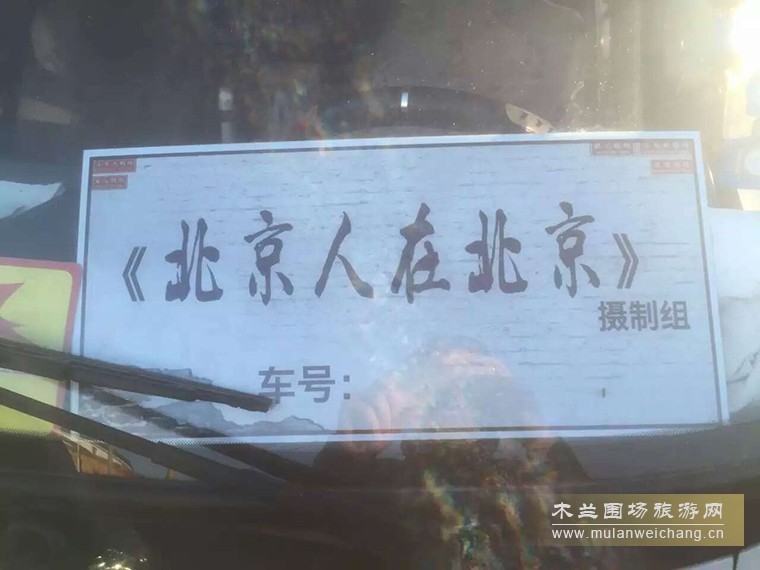 《北京人在北京》
摄制组
车号：
木兰围场旅游网
www.mulanweichang.cn